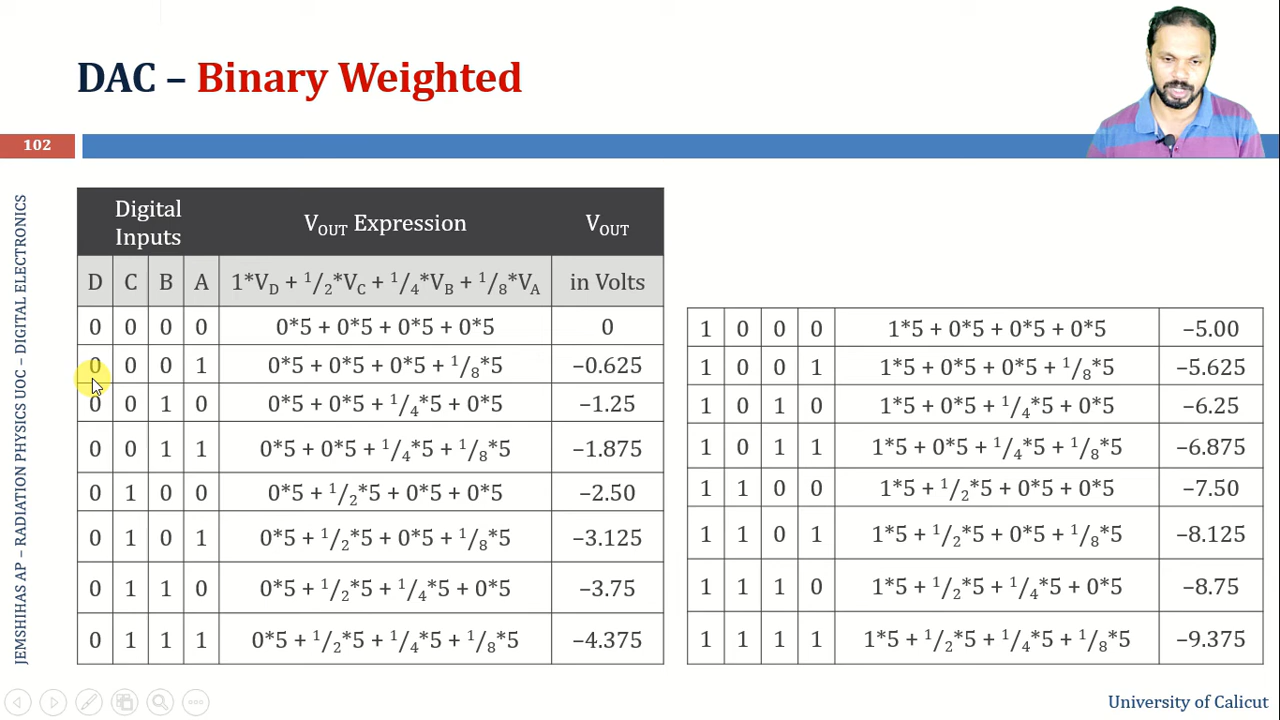 DAC – Binary Weighted
102
JEMSHIHAS AP – RADIATION PHYSICS UOC – DIGITAL ELECTRONICS
Digital Inputs V_OUT Expression V_OUT
D C B A 1*V_D + 1/2*V_C + 1/4*V_B + 1/8*V_A in Volts
0 0 0 0 0*5 + 0*5 + 0*5 + 0*5 0
0 0 0 1 0*5 + 0*5 + 0*5 + 1/8*5 –0.625
0 0 1 0 0*5 + 0*5 + 1/4*5 + 0*5 –1.25
0 0 1 1 0*5 + 0*5 + 1/4*5 + 1/8*5 –1.875
0 1 0 0 0*5 + 1/2*5 + 0*5 + 0*5 –2.50
0 1 0 1 0*5 + 1/2*5 + 0*5 + 1/8*5 –3.125
0 1 1 0 0*5 + 1/2*5 + 1/4*5 + 0*5 –3.75
0 1 1 1 0*5 + 1/2*5 + 1/4*5 + 1/8*5 –4.375
1 0 0 0 1*5 + 0*5 + 0*5 + 0*5 –5.00
1 0 0 1 1*5 + 0*5 + 0*5 + 1/8*5 –5.625
1 0 1 0 1*5 + 0*5 + 1/4*5 + 0*5 –6.25
1 0 1 1 1*5 + 0*5 + 1/4*5 + 1/8*5 –6.875
1 1 0 0 1*5 + 1/2*5 + 0*5 + 0*5 –7.50
1 1 0 1 1*5 + 1/2*5 + 0*5 + 1/8*5 –8.125
1 1 1 0 1*5 + 1/2*5 + 1/4*5 + 0*5 –8.75
1 1 1 1 1*5 + 1/2*5 + 1/4*5 + 1/8*5 –9.375
University of Calicut